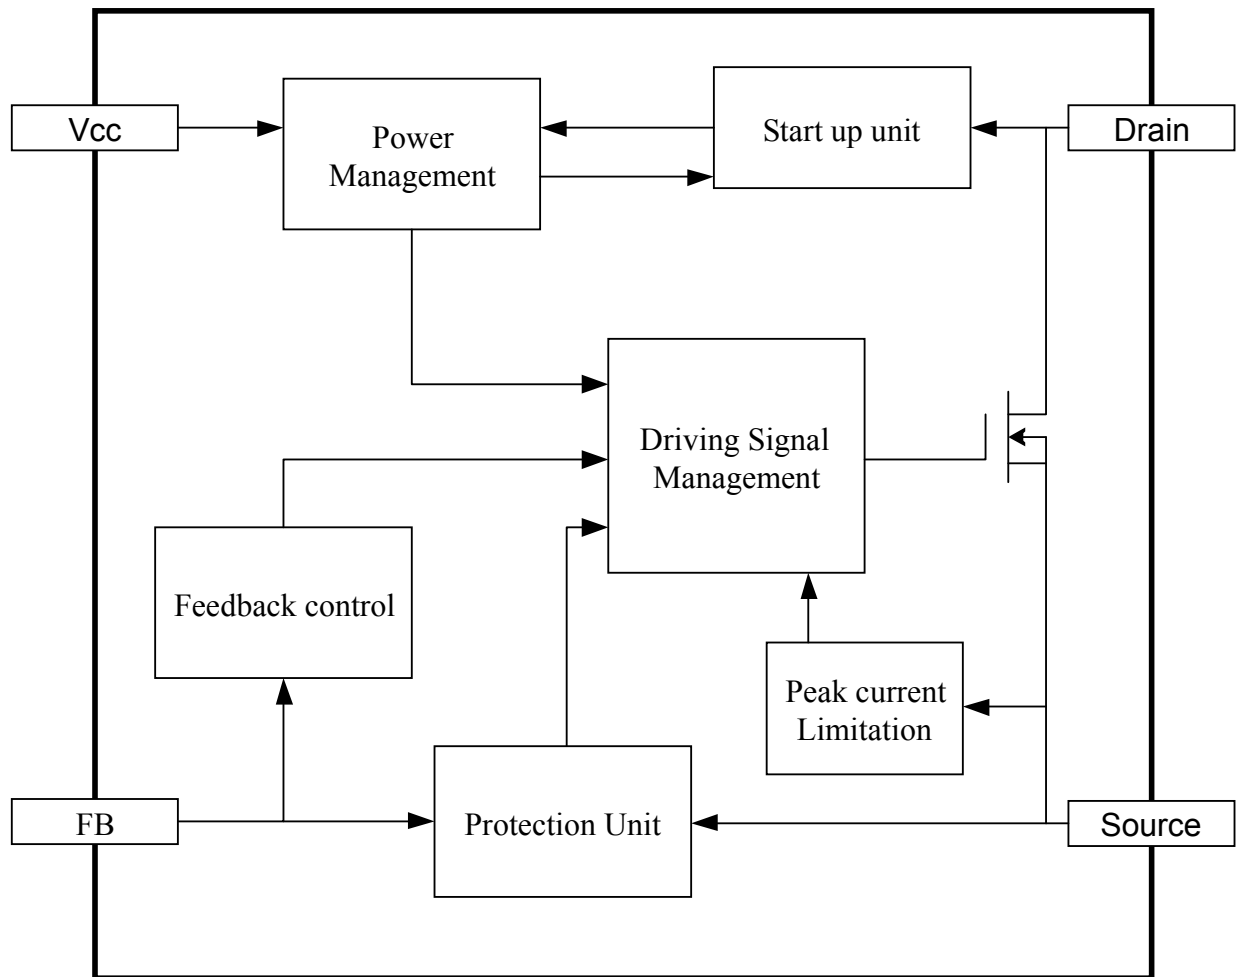 Vcc
Power
Management
Start up unit
Drain
Driving Signal
Management
Feedback control
Peak current
Limitation
FB
Protection Unit
Source